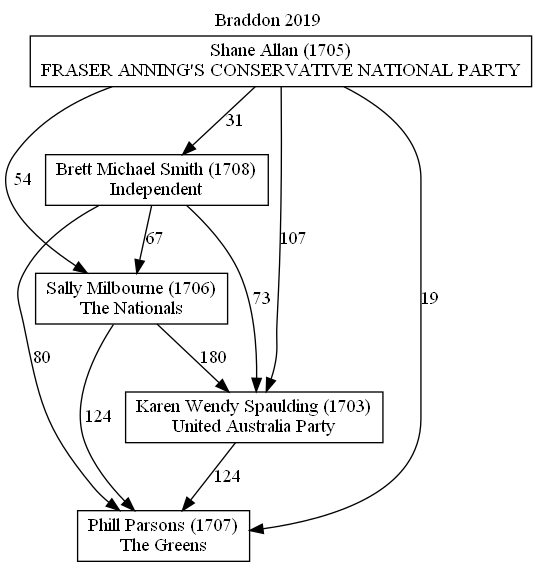 Braddon 2019
Shane Allan (1705)
FRASER ANNING'S CONSERVATIVE NATIONAL PARTY
31
Brett Michael Smith (1708)
Independent
54
67
107
Sally Milbourne (1706)
The Nationals
73
19
80
180
Karen Wendy Spaulding (1703)
United Australia Party
124
124
Phill Parsons (1707)
The Greens